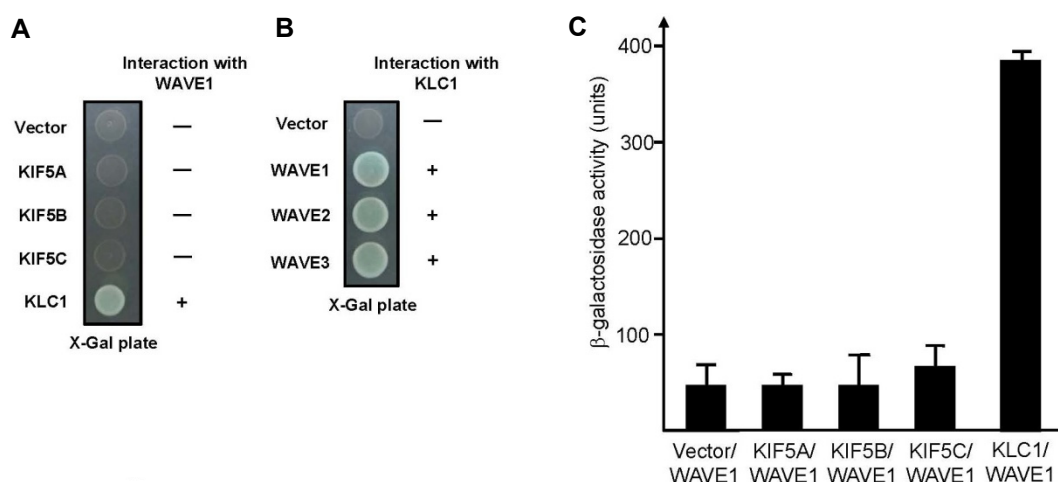 A
Interaction with
WAVE1
Vector —
KIF5A —
KIF5B —
KIF5C —
KLC1 +
X-Gal plate
B
Interaction with
KLC1
Vector —
WAVE1 +
WAVE2 +
WAVE3 +
X-Gal plate
C
β-galactosidase activity (units)
400
300
200
100
Vector/ KIF5A/ KIF5B/ KIF5C/ KLC1/
WAVE1 WAVE1 WAVE1 WAVE1 WAVE1